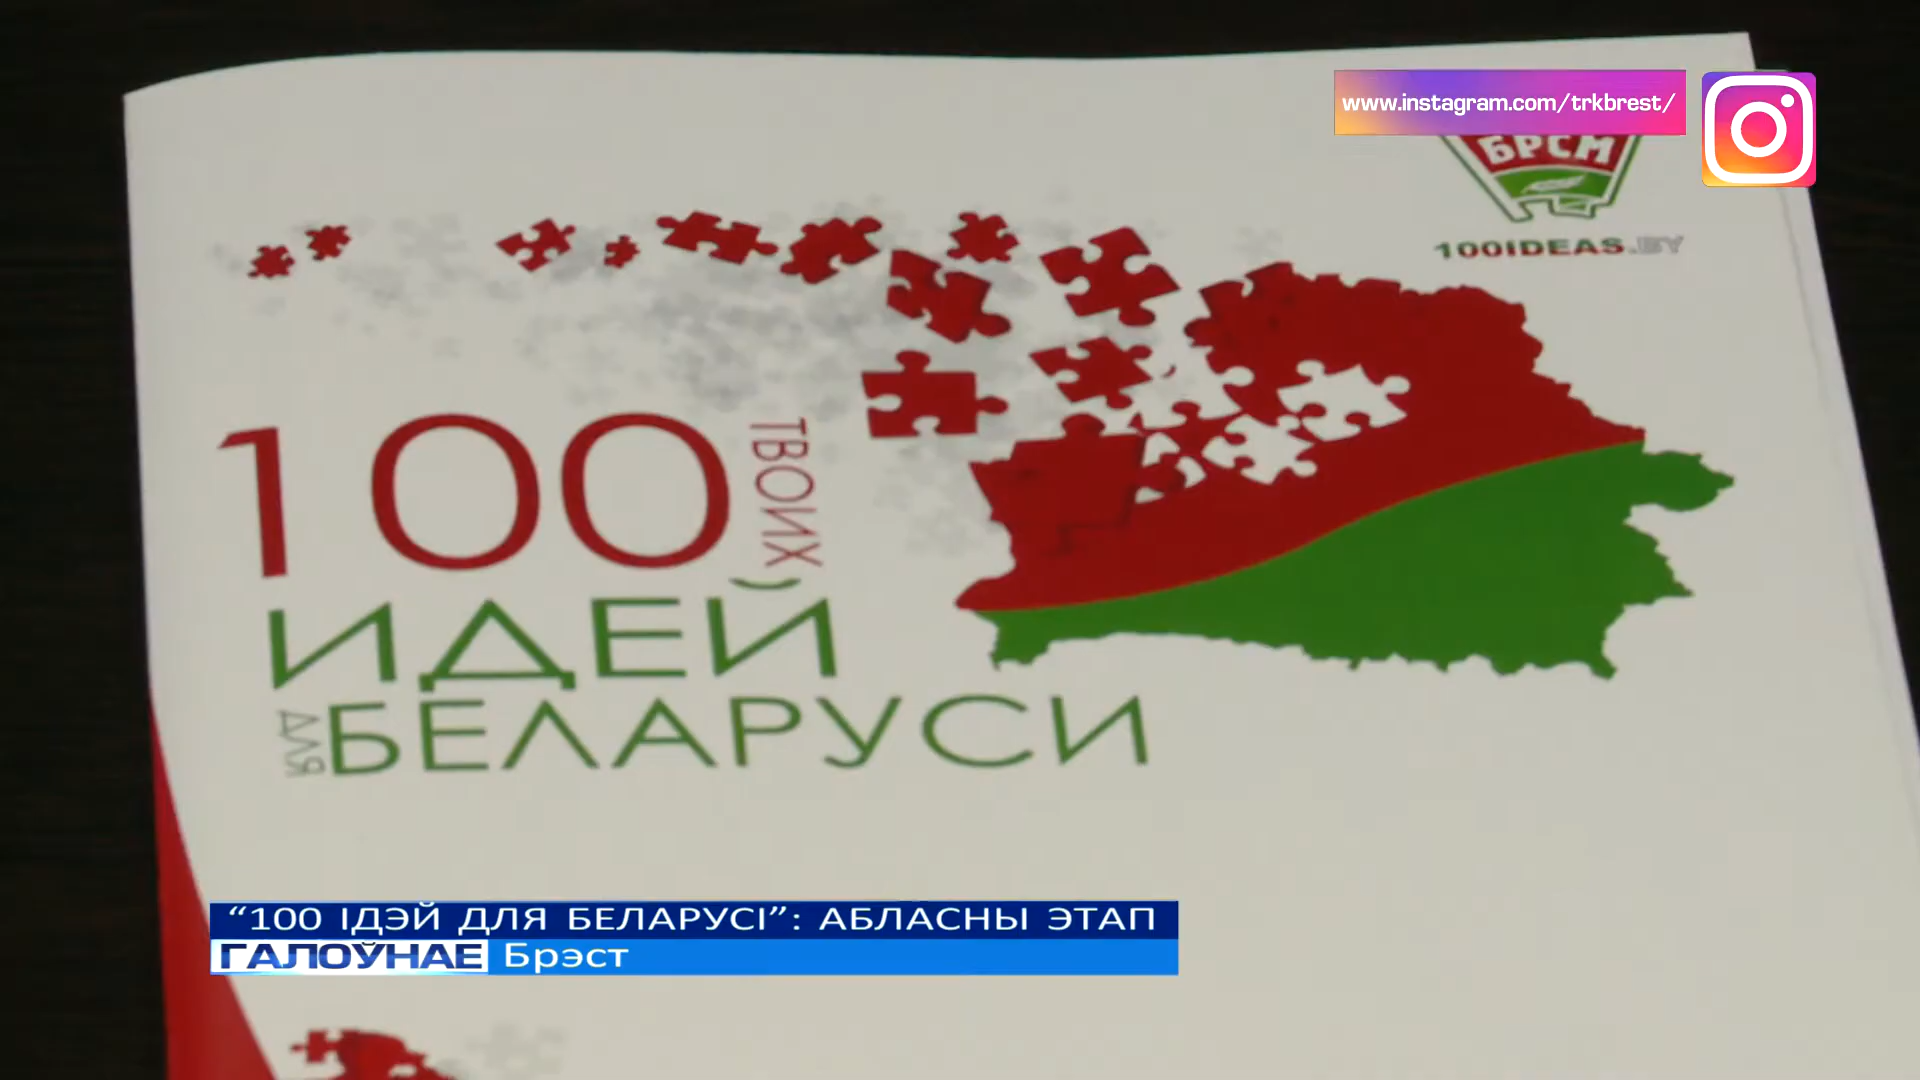 www.instagram.com/trkbrest/
БРСМ
100IDEAS.BY
100 ТВОИХ
ИДЕЙ
ДЛЯ БЕЛАРУСИ
“100 ІДЭЙ ДЛЯ БЕЛАРУСІ”: АБЛАСНЫ ЭТАП
ГАЛОЎНАЕ Брэст